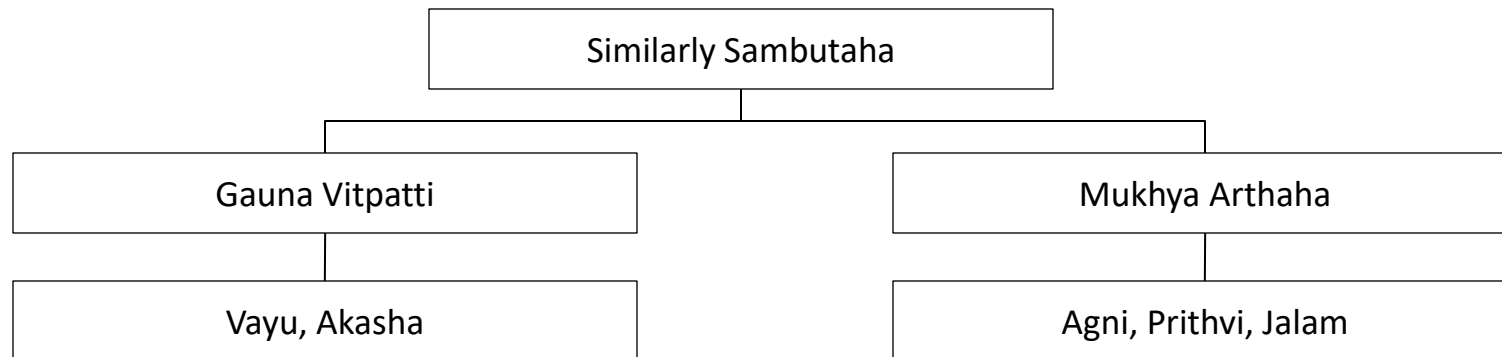 Similarly Sambutaha
Gauna Vitpatti
Mukhya Arthaha
Vayu, Akasha
Agni, Prithvi, Jalam